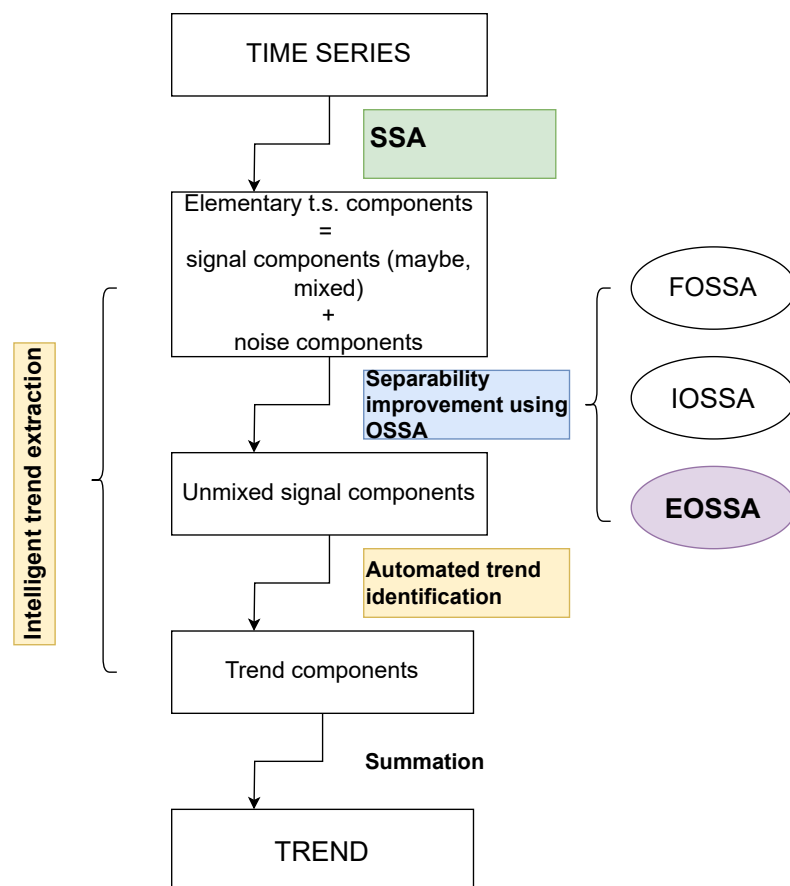 TIME SERIES
SSA
Elementary t.s. components
=
signal components (maybe,
mixed)
+
noise components
Intelligent trend extraction
Separability
improvement using
OSSA
FOSSA
IOSSA
EOSSA
Unmixed signal components
Automated trend
identification
Trend components
Summation
TREND